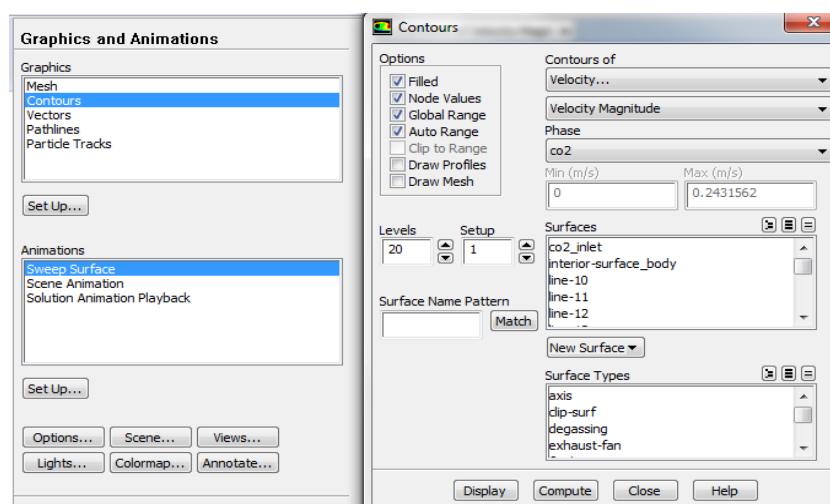 Graphics and Animations
Graphics
Mesh
Contours
Vectors
Pathlines
Particle Tracks
Set Up...
Animations
Sweep Surface
Scene Animation
Solution Animation Playback
Set Up...
Options... Scene... Views...
Lights... Colormap... Annotate...
Contours
Options
Filled
Node Values
Global Range
Auto Range
Clip to Range
Draw Profiles
Draw Mesh
Levels Setup
20 1
Surface Name Pattern
Match
Contours of
Velocity...
Velocity Magnitude
Phase
co2
Min (m/s) Max (m/s)
0 0.2431562
Surfaces
co2_inlet
interior-surface_body
line-10
line-11
line-12
New Surface
Surface Types
axis
clip-surf
degassing
exhaust-fan
Display Compute Close Help